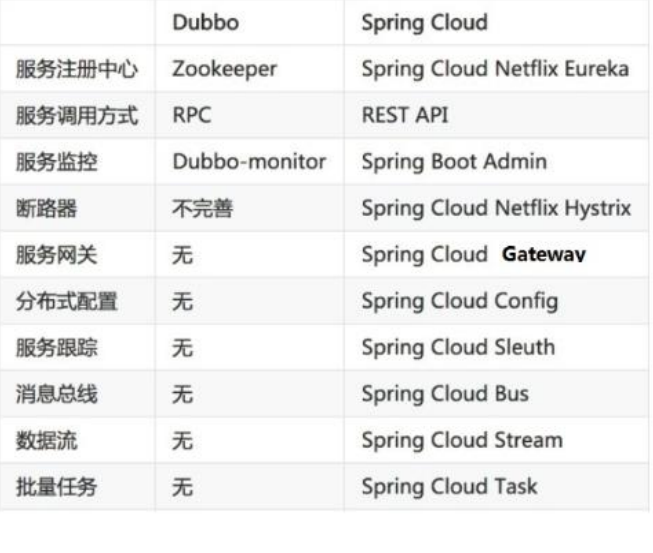 Dubbo Spring Cloud
服务注册中心 Zookeeper Spring Cloud Netflix Eureka
服务调用方式 RPC REST API
服务监控 Dubbo-monitor Spring Boot Admin
断路器 不完善 Spring Cloud Netflix Hystrix
服务网关 无 Spring Cloud Gateway
分布式配置 无 Spring Cloud Config
服务跟踪 无 Spring Cloud Sleuth
消息总线 无 Spring Cloud Bus
数据流 无 Spring Cloud Stream
批量任务 无 Spring Cloud Task